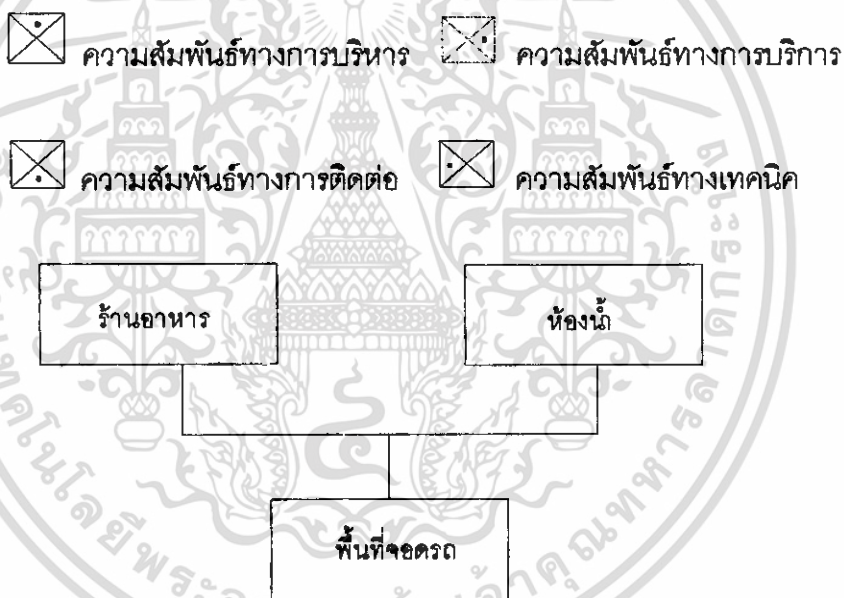 ความสัมพันธ์ทางการบริหาร ความสัมพันธ์ทางการบริการ
ความสัมพันธ์ทางการติดต่อ ความสัมพันธ์ทางเทคนิค
ร้านอาหาร ห้องน้ำ
พื้นที่จอดรถ